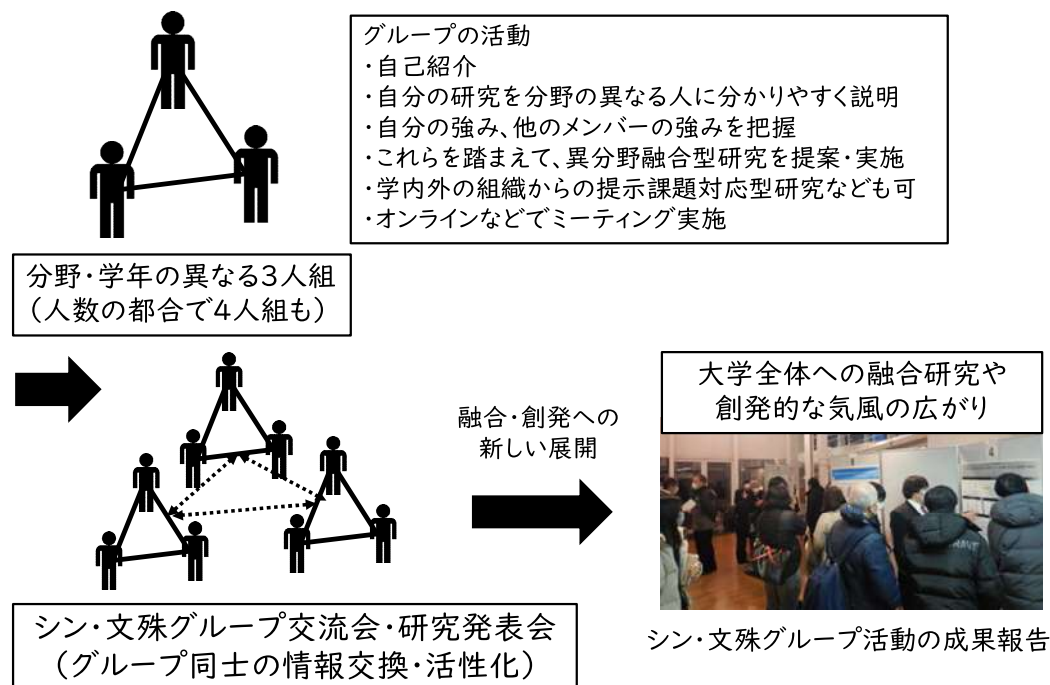 グループの活動
・自己紹介
・自分の研究を分野の異なる人に分かりやすく説明
・自分の強み、他のメンバーの強みを把握
・これらを踏まえて、異分野融合型研究を提案・実施
・学内外の組織からの提示課題対応型研究なども可
・オンラインなどでミーティング実施
分野・学年の異なる3人組
（人数の都合で4人組も）
融合・創発への
新しい展開
大学全体への融合研究や
創発的な気風の広がり
4
シン・文殊グループ交流会・研究発表会
（グループ同士の情報交換・活性化）
シン・文殊グループ活動の成果報告